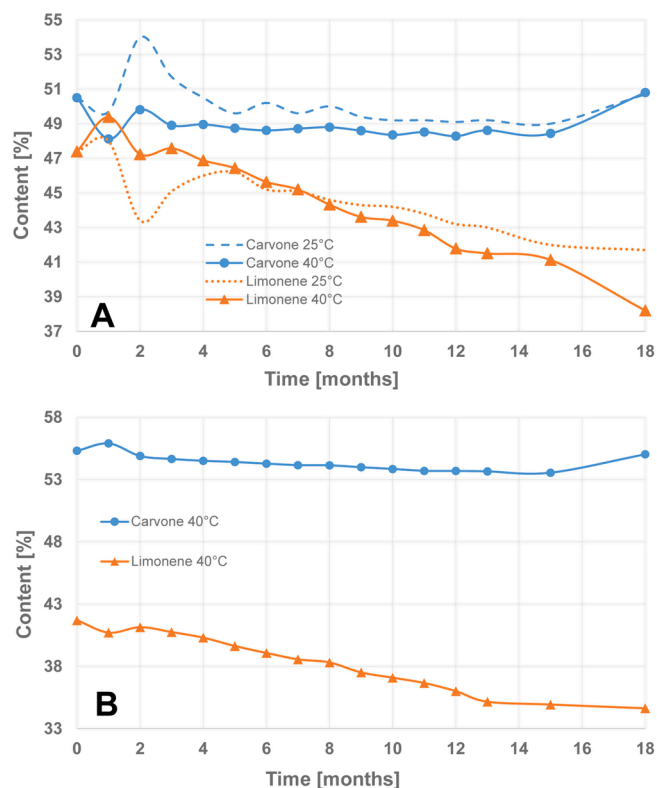 55
53
51
49
47
45
43
41
39
37
Content [%]
Carvone 25°C
Carvone 40°C
Limonene 25°C
Limonene 40°C
A
0 2 4 6 8 10 12 14 16 18
Time [months]
58
53
48
43
38
33
Content [%]
Carvone 40°C
Limonene 40°C
B
0 2 4 6 8 10 12 14 16 18
Time [months]